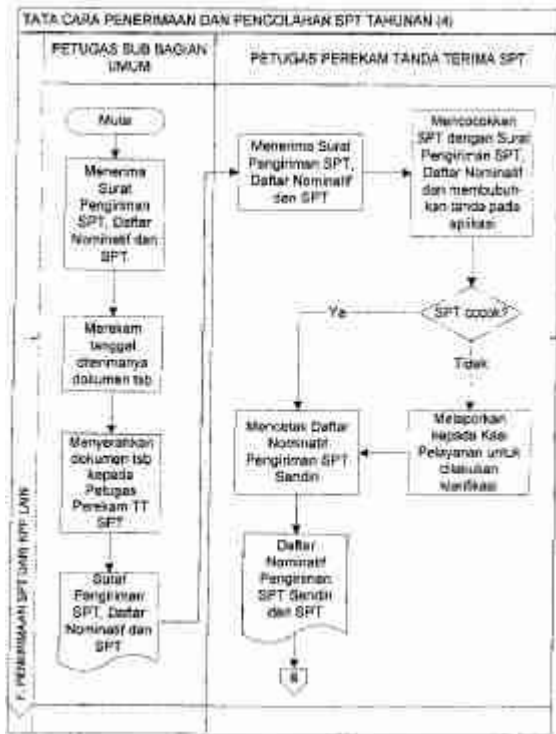 TATA CARA PENERIMAAN DAN PENGOLAHAN SPT TAHUNAN (4)
PETUGAS SUB BAGIAN
UMUM
PETUGAS PEREKAM TANDA TERIMA SPT
F. PENERIMAAN SPT DARI KPP LAIN
Mulai
Menerima
Surat
Pengiriman
SPT, Daftar
Nominatif dan
SPT
Merekam
tanggal
diterimanya
dokumen tsb
Menyerahkan
dokumen tsb
kepada
Petugas
Perekam TT
SPT
Surat
Pengiriman
SPT, Daftar
Nominatif dan
SPT
Menerima Surat
Pengiriman SPT,
Daftar Nominatif
dan SPT
Mencocokkan
SPT dengan Surat
Pengiriman SPT,
Daftar Nominatif
dan membubuh-
kan tanda pada
aplikasi
SPT cocok?
Ya
Tidak
Melaporkan
kepada Kasi
Pelayanan untuk
dilakukan
klarifikasi
Mencetak Daftar
Nominatif
Pengiriman SPT
Sendiri
Daftar
Nominatif
Pengiriman
SPT Sendiri
dan SPT